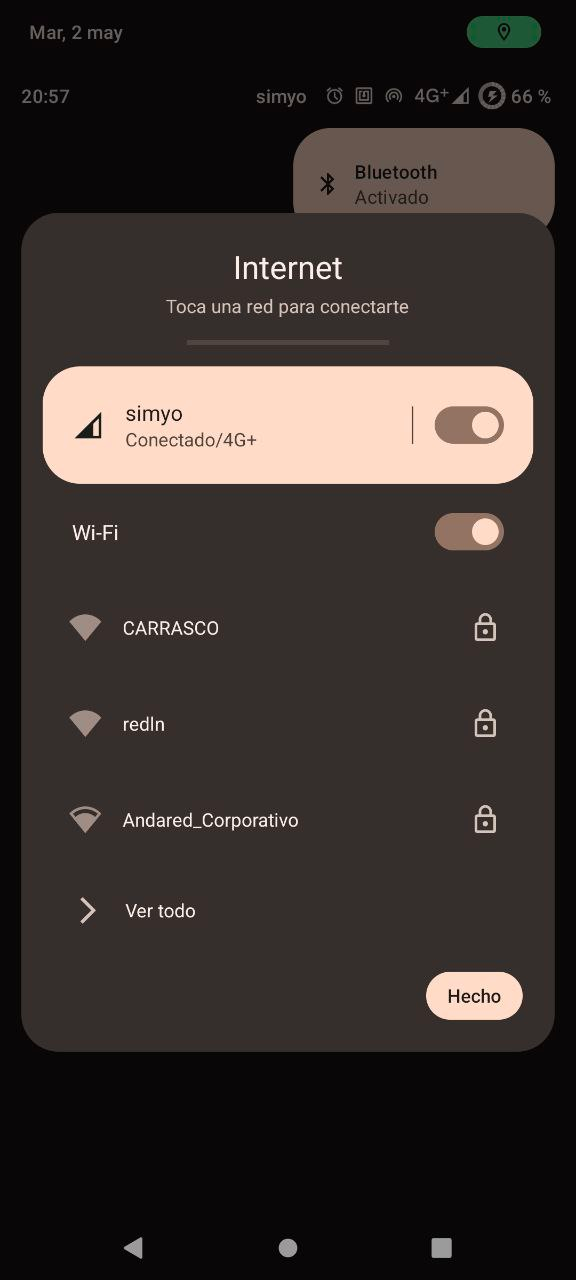 Mar, 2 may
20:57 simyo 4G+ 66 %
Bluetooth
Activado
Internet
Toca una red para conectarte
simyo
Conectado/4G+
Wi-Fi
CARRASCO
redln
Andared_Corporativo
Ver todo
Hecho